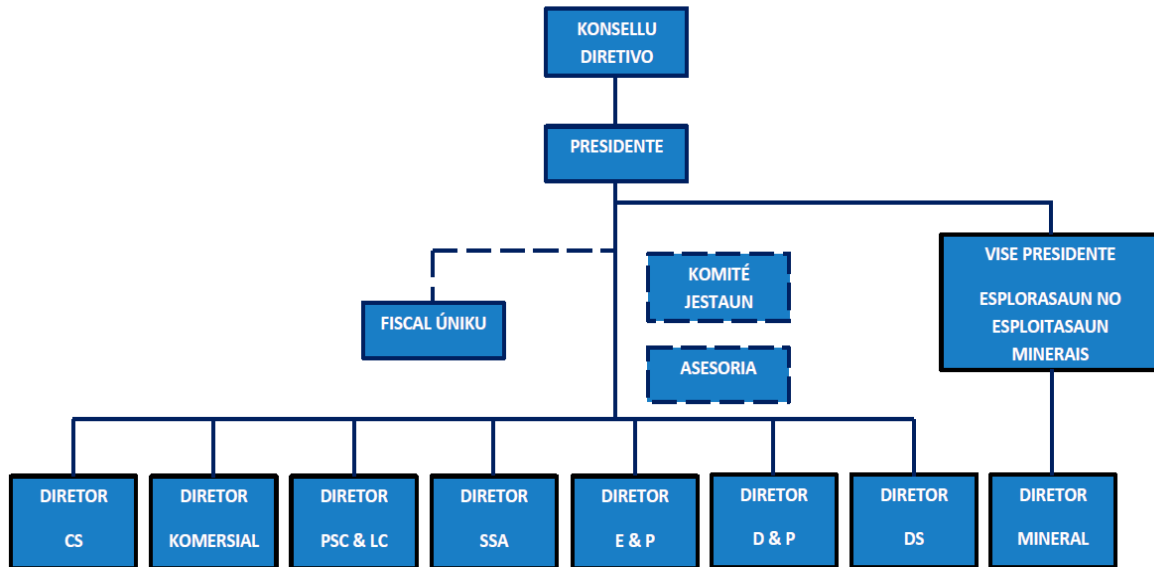 KONSELLU
DIRETIVO
PRESIDENTE
VISE PRESIDENTE
ESPLORASAUN NO
ESPLOITASAUN
MINERAIS
KOMITÉ
JESTAUN
FISCAL ÚNIKU
ASESORIA
DIRETOR
CS
DIRETOR
KOMERSIAL
DIRETOR
PSC & LC
DIRETOR
SSA
DIRETOR
E & P
DIRETOR
D & P
DIRETOR
DS
DIRETOR
MINERAL